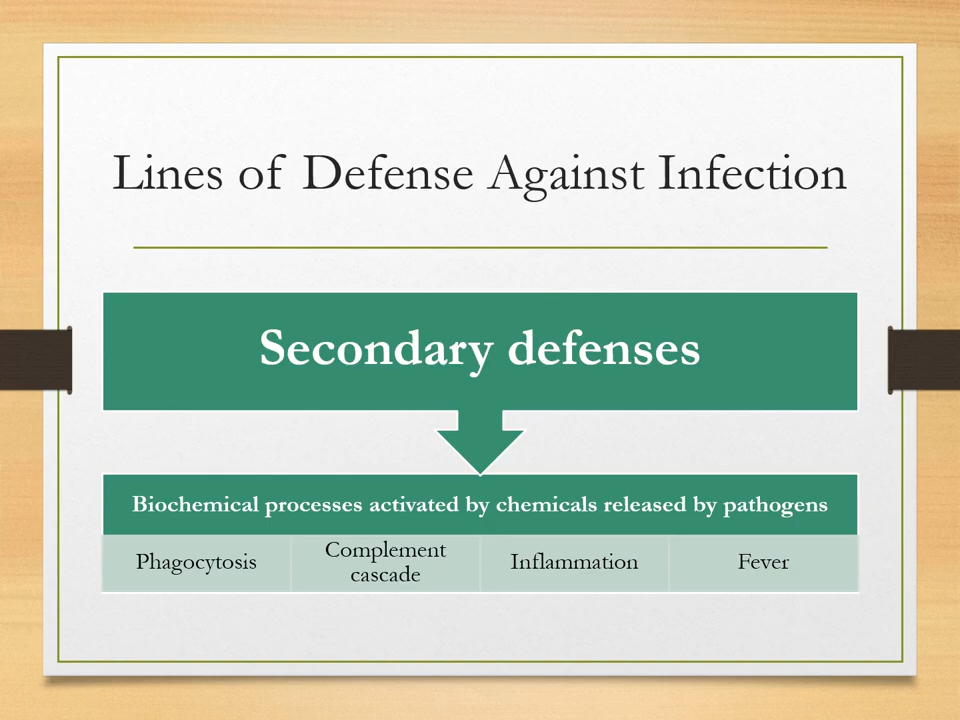 Lines of Defense Against Infection
Secondary defenses
Biochemical processes activated by chemicals released by pathogens
Phagocytosis
Complement
cascade
Inflammation
Fever